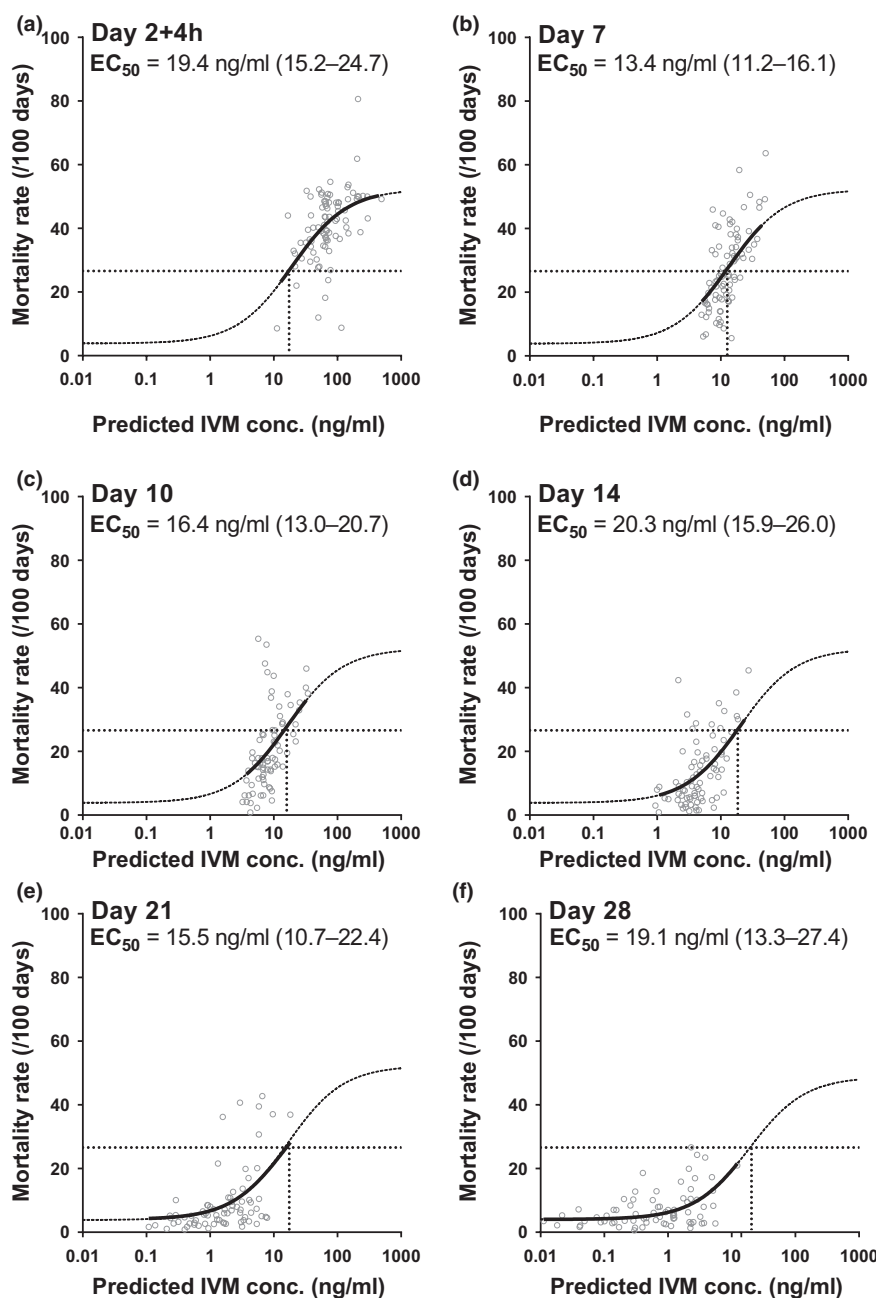 (a)
Day 2+4h
EC50 = 19.4 ng/ml (15.2–24.7)
Mortality rate (/100 days)
100
80
60
40
20
0
0.01 0.1 1 10 100 1000
Predicted IVM conc. (ng/ml)
(b)
Day 7
EC50 = 13.4 ng/ml (11.2–16.1)
Mortality rate (/100 days)
100
80
60
40
20
0
0.01 0.1 1 10 100 1000
Predicted IVM conc. (ng/ml)
(c)
Day 10
EC50 = 16.4 ng/ml (13.0–20.7)
Mortality rate (/100 days)
100
80
60
40
20
0
0.01 0.1 1 10 100 1000
Predicted IVM conc. (ng/ml)
(d)
Day 14
EC50 = 20.3 ng/ml (15.9–26.0)
Mortality rate (/100 days)
100
80
60
40
20
0
0.01 0.1 1 10 100 1000
Predicted IVM conc. (ng/ml)
(e)
Day 21
EC50 = 15.5 ng/ml (10.7–22.4)
Mortality rate (/100 days)
100
80
60
40
20
0
0.01 0.1 1 10 100 1000
Predicted IVM conc. (ng/ml)
(f)
Day 28
EC50 = 19.1 ng/ml (13.3–27.4)
Mortality rate (/100 days)
100
80
60
40
20
0
0.01 0.1 1 10 100 1000
Predicted IVM conc. (ng/ml)